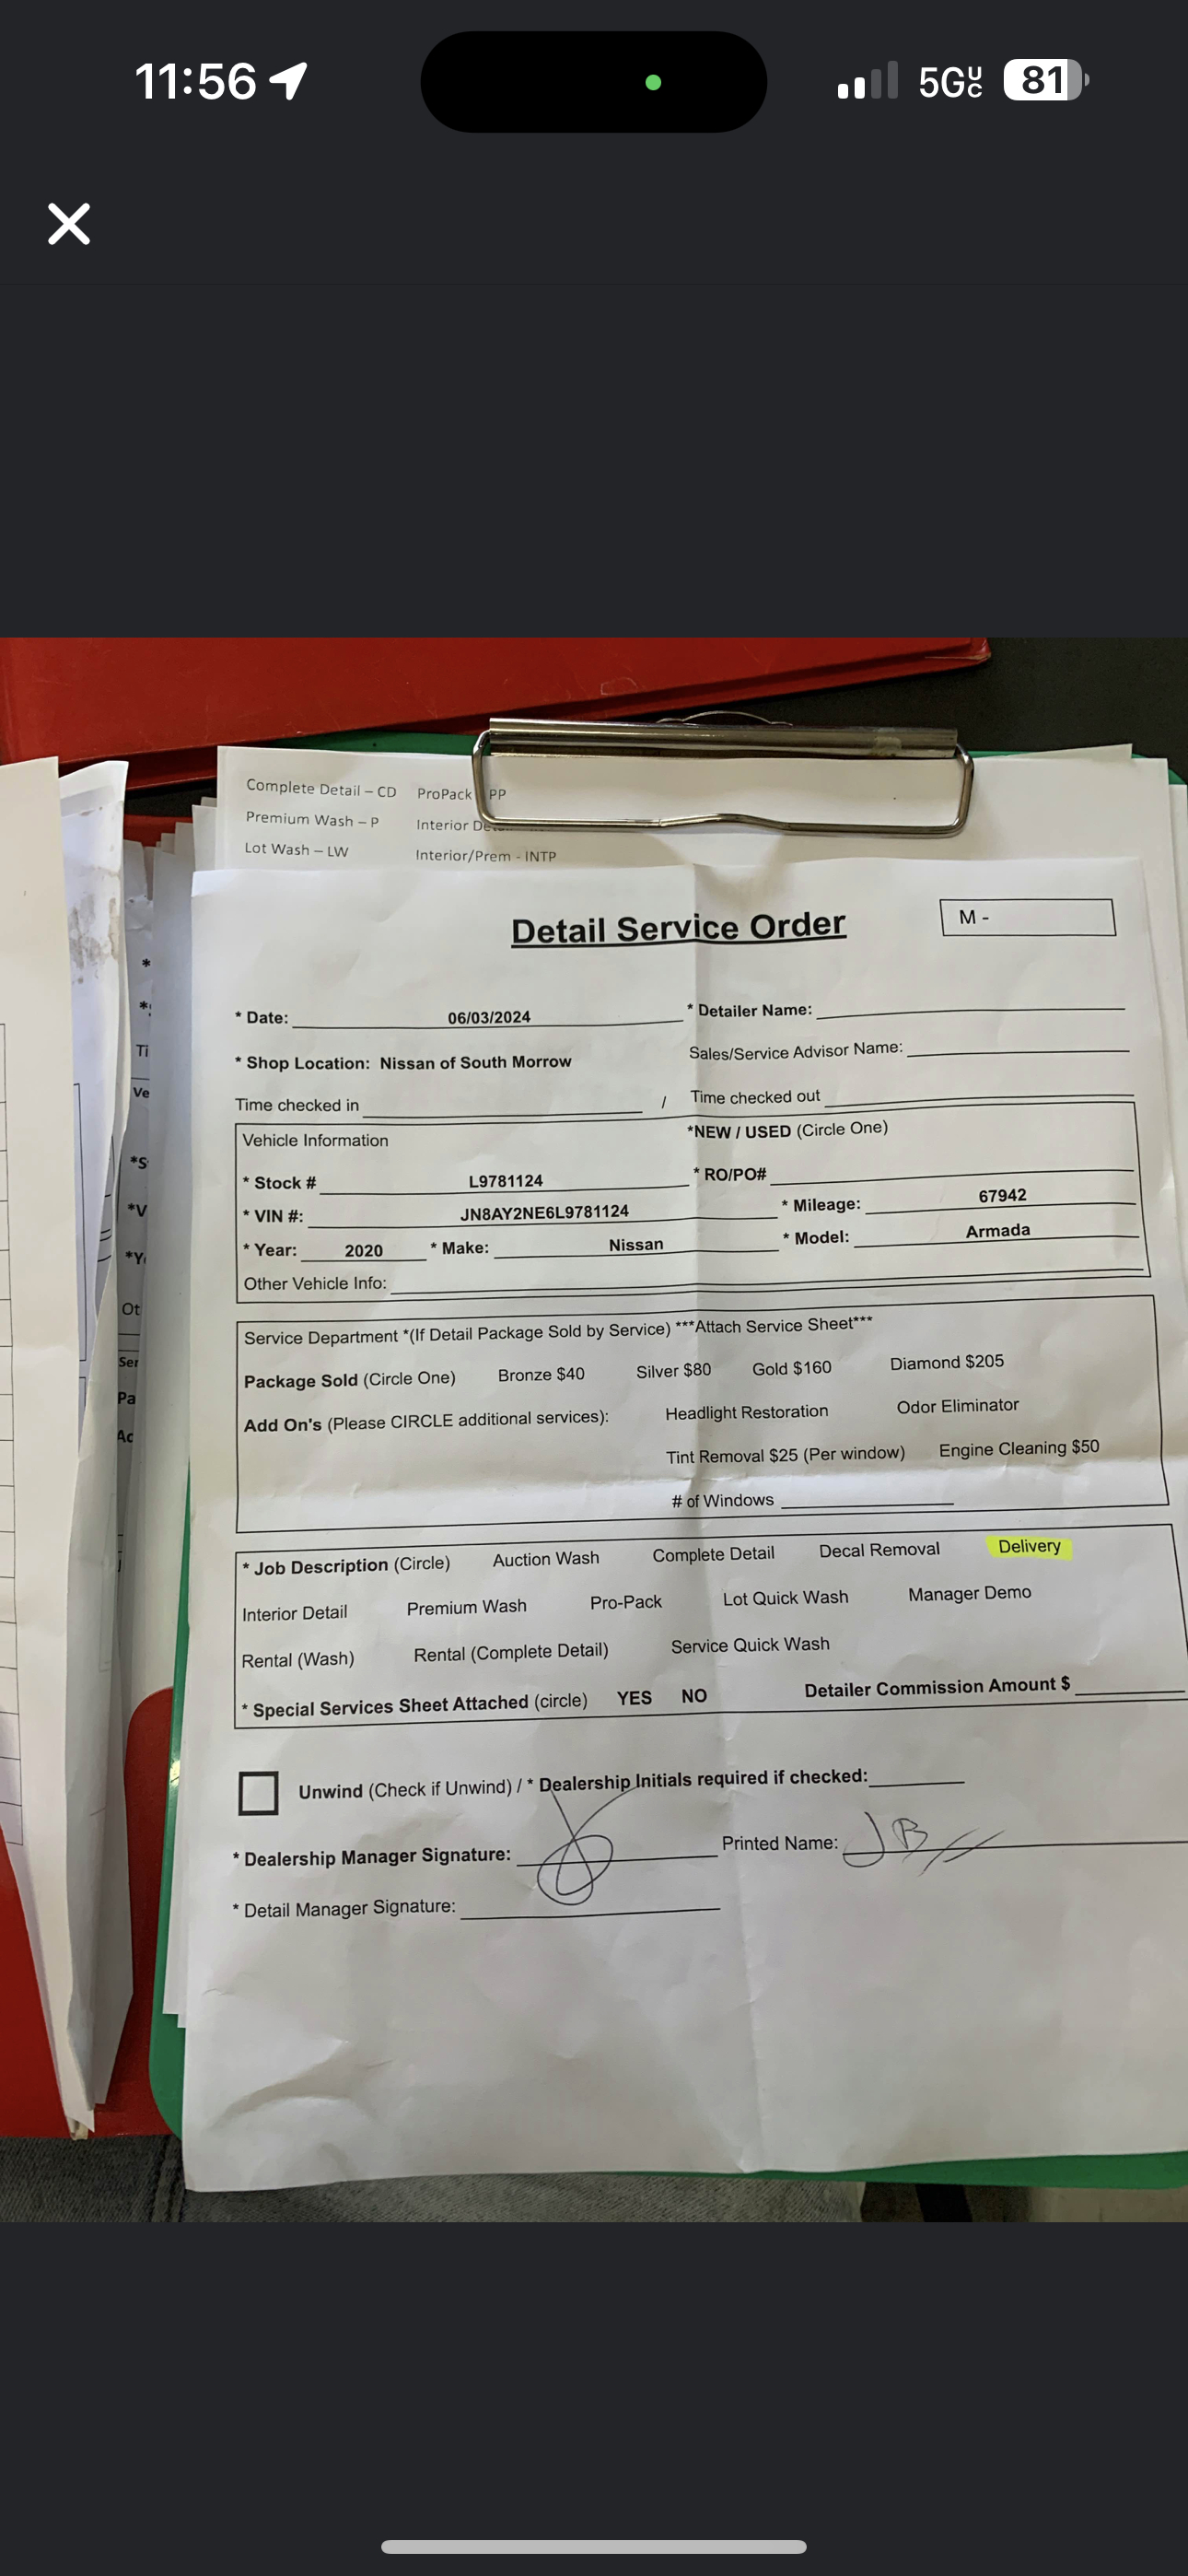 11:56 5GUC 81
Complete Detail – CD ProPack PP
Premium Wash – P Interior
Lot Wash – LW Interior/Prem - INTP
Detail Service Order M -
* Date: 06/03/2024 * Detailer Name:
* Shop Location: Nissan of South Morrow Sales/Service Advisor Name:
Time checked in / Time checked out
Vehicle Information *NEW / USED (Circle One)
* Stock # L9781124 * RO/PO#
* VIN #: JN8AY2NE6L9781124 * Mileage: 67942
* Year: 2020 * Make: Nissan * Model: Armada
Other Vehicle Info:
Service Department *(If Detail Package Sold by Service) ***Attach Service Sheet***
Package Sold (Circle One) Bronze $40 Silver $80 Gold $160 Diamond $205
Add On's (Please CIRCLE additional services): Headlight Restoration Odor Eliminator
Tint Removal $25 (Per window) Engine Cleaning $50
# of Windows
* Job Description (Circle) Auction Wash Complete Detail Decal Removal Delivery
Interior Detail Premium Wash Pro-Pack Lot Quick Wash Manager Demo
Rental (Wash) Rental (Complete Detail) Service Quick Wash
* Special Services Sheet Attached (circle) YES NO Detailer Commission Amount $
Unwind (Check if Unwind) / * Dealership Initials required if checked:
* Dealership Manager Signature: Printed Name: JB
* Detail Manager Signature: